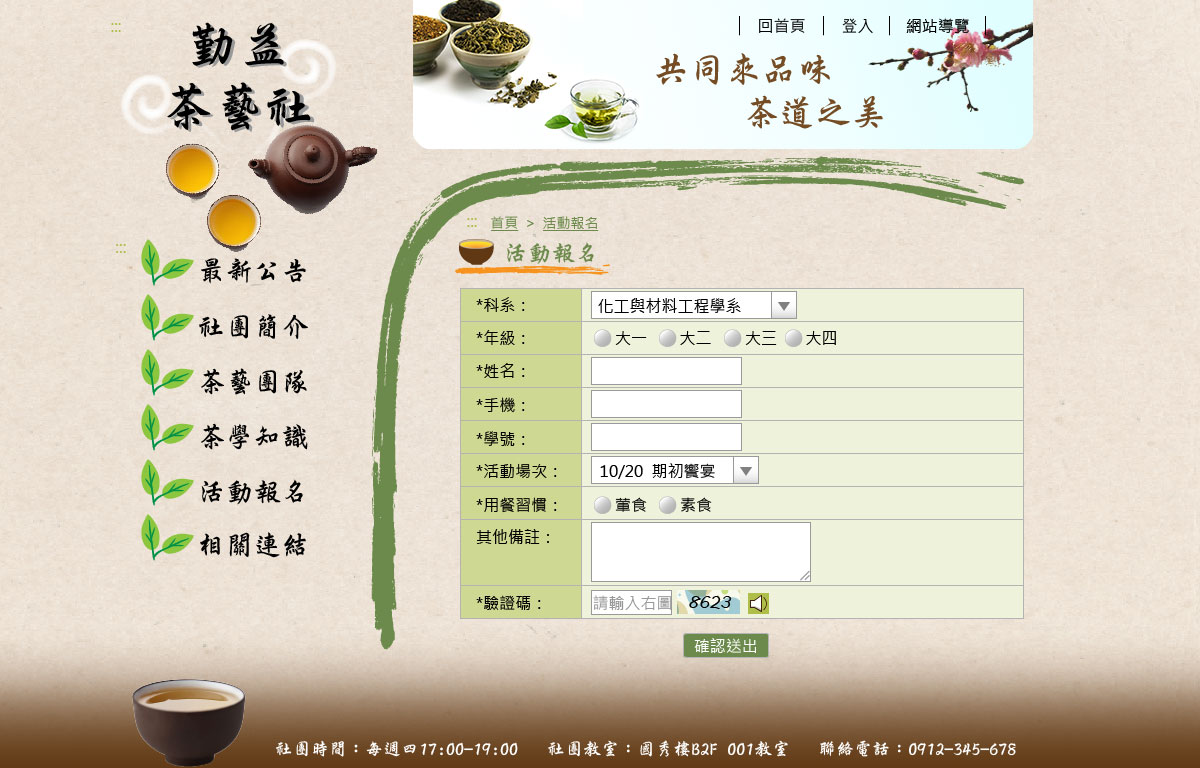 :::
勤益
茶藝社
回首頁
登入
網站導覽
共同來品味
茶道之美
:::
最新公告
社團簡介
茶藝團隊
茶學知識
活動報名
相關連結
::: 首頁 > 活動報名
活動報名
*科系： 化工與材料工程學系
*年級： 大一 大二 大三 大四
*姓名：
*手機：
*學號：
*活動場次： 10/20 期初饗宴
*用餐習慣： 葷食 素食
其他備註：
*驗證碼： 請輸入右圖 8623
確認送出
社團時間：每週四17:00-19:00 社團教室：國秀樓B2F 001教室 聯絡電話：0912-345-678